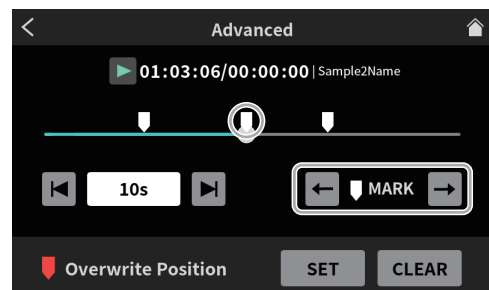 Advanced
01:03:06/00:00:00 | Sample2Name
10s
MARK
Overwrite Position
SET
CLEAR